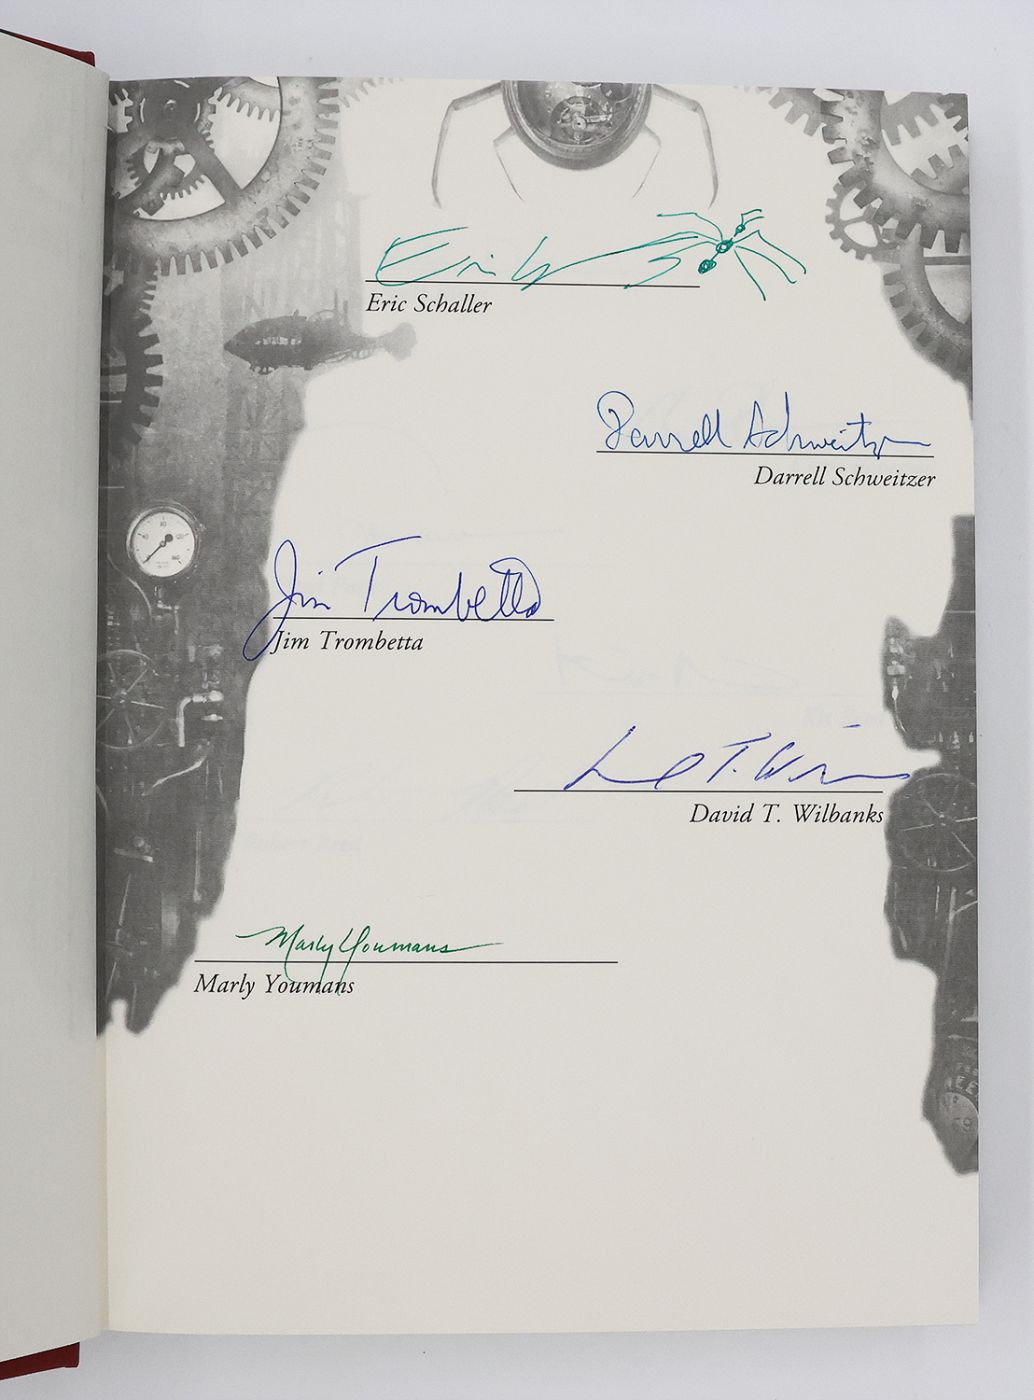 Eric Schaller
Darrell Schweitzer
Darrell Schweitzer
Jim Trombetta
Jim Trombetta
David T. Wilbanks
Marly Youmans
Marly Youmans